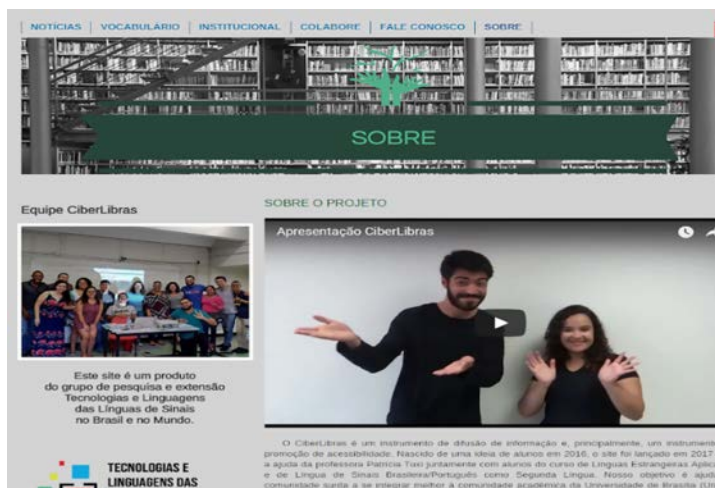 NOTÍCIAS | VOCABULÁRIO | INSTITUCIONAL | COLABORE | FALE CONOSCO | SOBRE
SOBRE
Equipe CiberLibras
Este site é um produto
do grupo de pesquisa e extensão
Tecnologias e Linguagens
das Línguas de Sinais
no Brasil e no Mundo.
TECNOLOGIAS E
LINGUAGENS DAS
SOBRE O PROJETO
Apresentação CiberLibras
O CiberLibras é um instrumento de difusão de informação e, principalmente, um instrument
promoção de acessibilidade. Nascido de uma ideia de alunos em 2016, o site foi lançado em 2017
a ajuda da professora Patricia Tuxi juntamente com alunos do curso de Línguas Estrangeiras Aplic
e de Língua de Sinais Brasileira/Português como Segunda Língua. Nosso objetivo é ajud
comunidade surda a se integrar melhor à comunidade acadêmica da Universidade de Brasília (Un